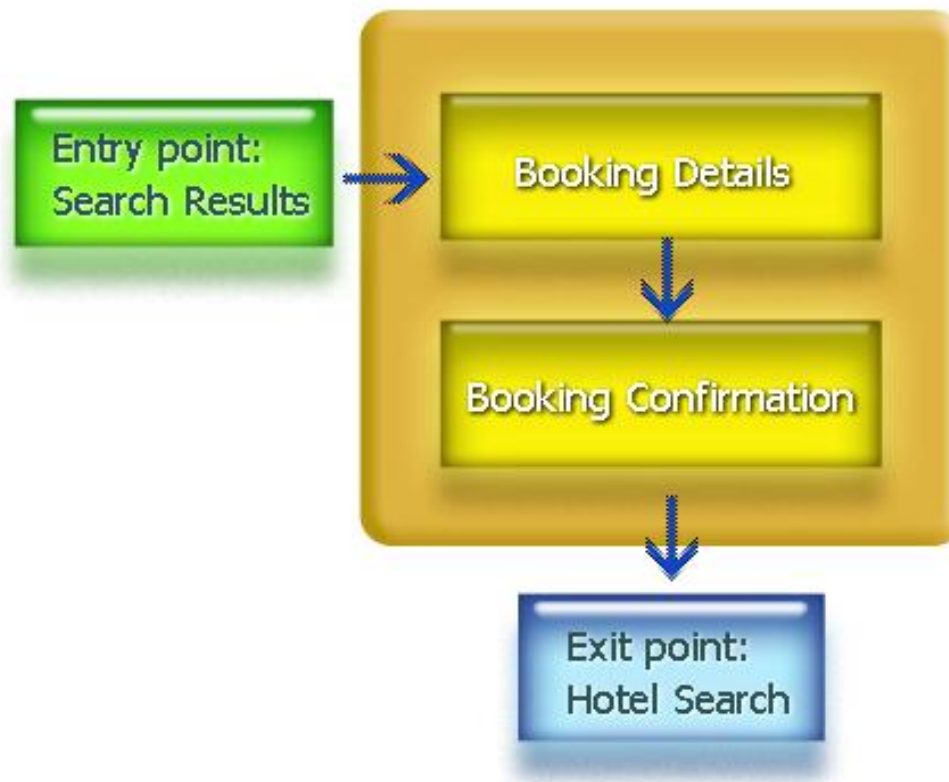 Entry point:
Search Results
Booking Details
Booking Confirmation
Exit point:
Hotel Search